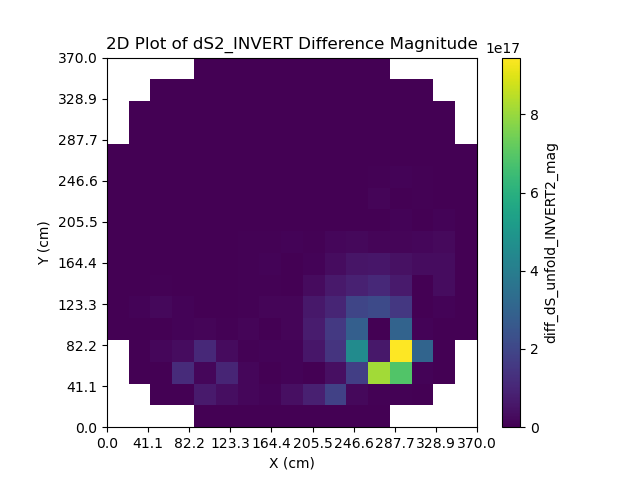 2D Plot of dS2_INVERT Difference Magnitude
1e17
370.0
328.9
287.7
246.6
205.5
164.4
123.3
82.2
41.1
0.0
Y (cm)
0.0 41.1 82.2 123.3 164.4 205.5 246.6 287.7 328.9 370.0
X (cm)
8
6
4
2
0
diff_dS_unfold_INVERT2_mag